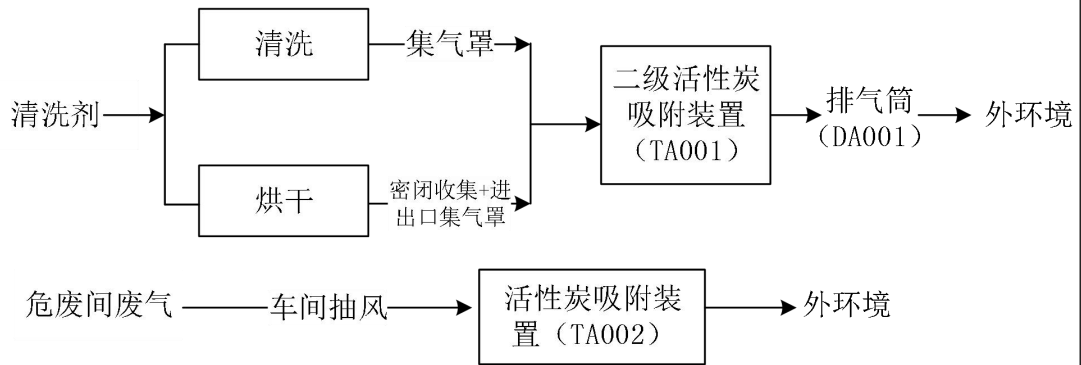 清洗剂
清洗
集气罩
烘干
密闭收集+进
出口集气罩
二级活性炭
吸附装置
（TA001）
排气筒
（DA001）
外环境
危废间废气
车间抽风
活性炭吸附装
置（TA002）
外环境